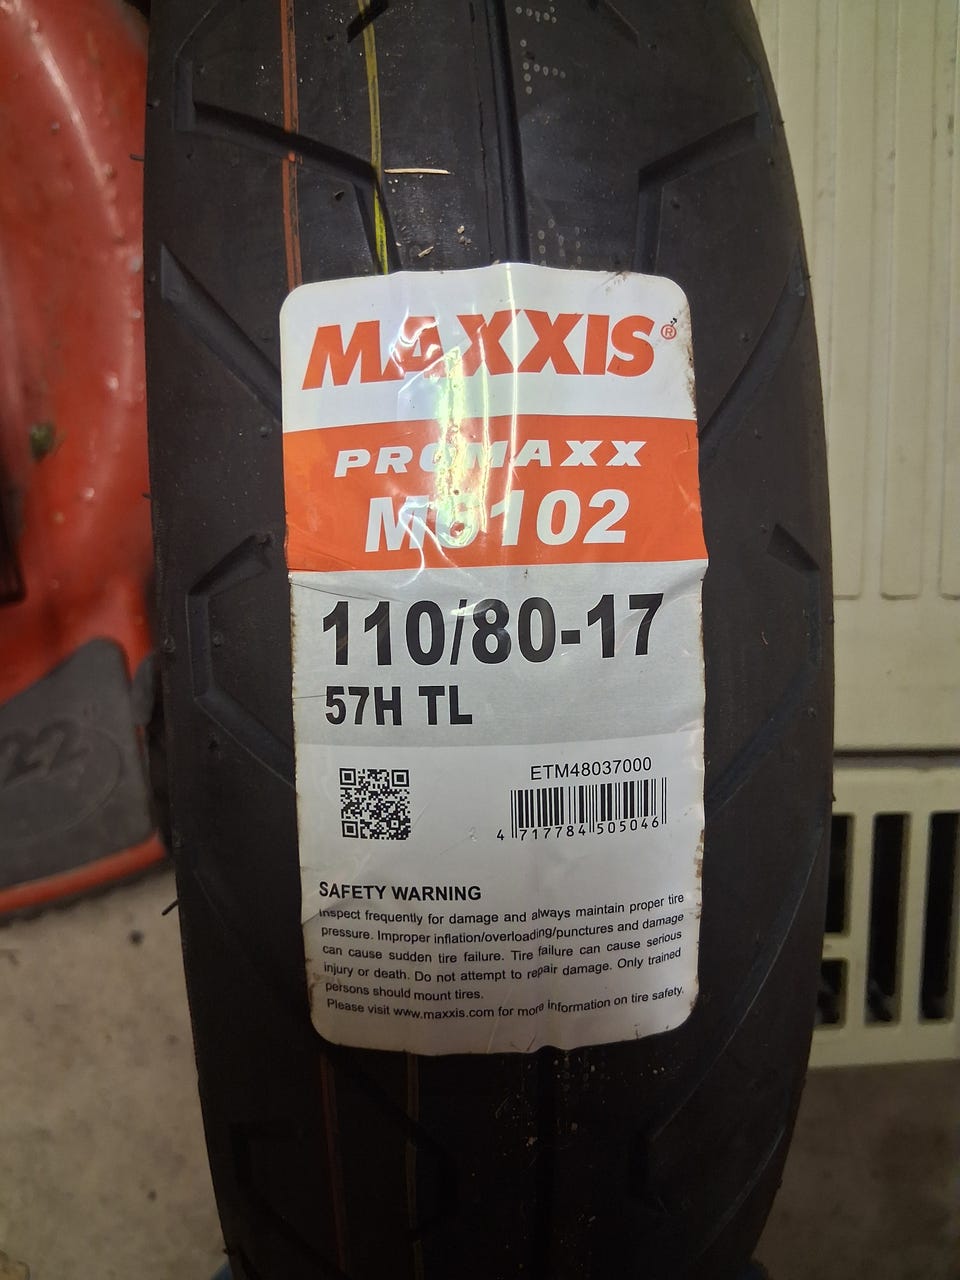 MAXXIS®
PROMAXX
M6102
110/80-17
57H TL
ETM48037000
4 717784 505046
SAFETY WARNING
Inspect frequently for damage and always maintain proper tire
pressure. Improper inflation/overloading/punctures and damage
can cause sudden tire failure. Tire failure can cause serious
injury or death. Do not attempt to repair damage. Only trained
persons should mount tires.
Please visit www.maxxis.com for more information on tire safety.
22